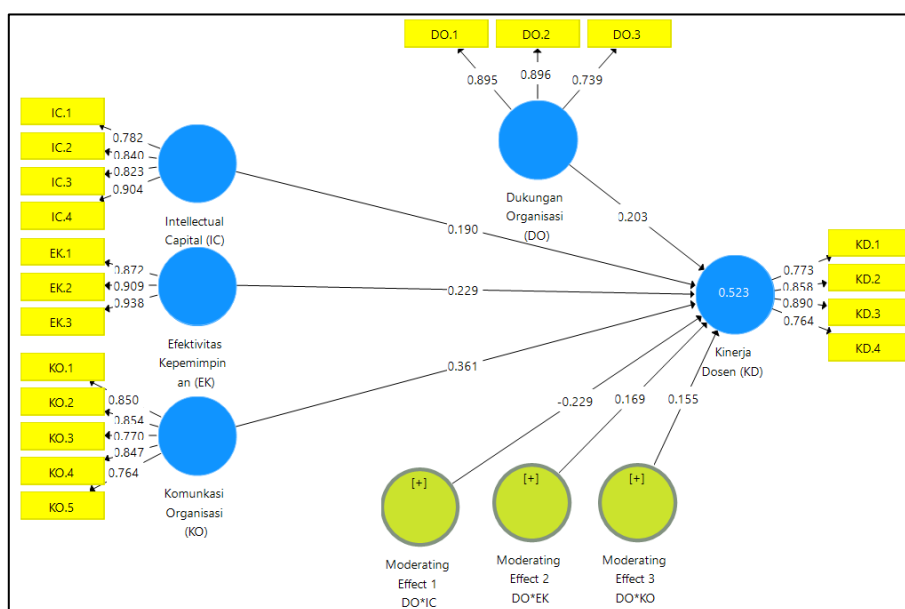 DO.1
DO.2
DO.3
0.895
0.896
0.739
Dukungan
Organisasi
(DO)
0.203
IC.1
IC.2
IC.3
IC.4
0.782
0.840
0.823
0.904
Intellectual
Capital (IC)
0.190
EK.1
EK.2
EK.3
0.872
0.909
0.938
Efektivitas
Kepemimpin
an (EK)
0.229
KO.1
KO.2
KO.3
KO.4
KO.5
0.850
0.854
0.770
0.847
0.764
Komunkasi
Organisasi
(KO)
0.361
0.523
Kinerja
Dosen (KD)
0.773
0.858
0.890
0.764
KD.1
KD.2
KD.3
KD.4
-0.229
0.169
0.155
[+]
[+]
[+]
Moderating
Effect 1
DO*IC
Moderating
Effect 2
DO*EK
Moderating
Effect 3
DO*KO